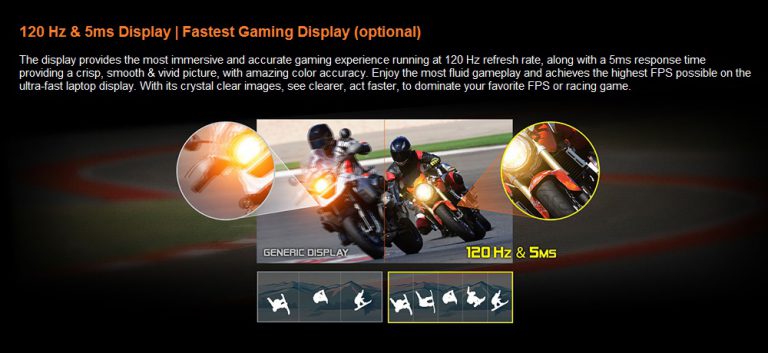 120 Hz & 5ms Display | Fastest Gaming Display (optional)
The display provides the most immersive and accurate gaming experience running at 120 Hz refresh rate, along with a 5ms response time
providing a crisp, smooth & vivid picture, with amazing color accuracy. Enjoy the most fluid gameplay and achieves the highest FPS possible on the
ultra-fast laptop display. With its crystal clear images, see clearer, act faster, to dominate your favorite FPS or racing game.
GENERIC DISPLAY
120 Hz & 5ms